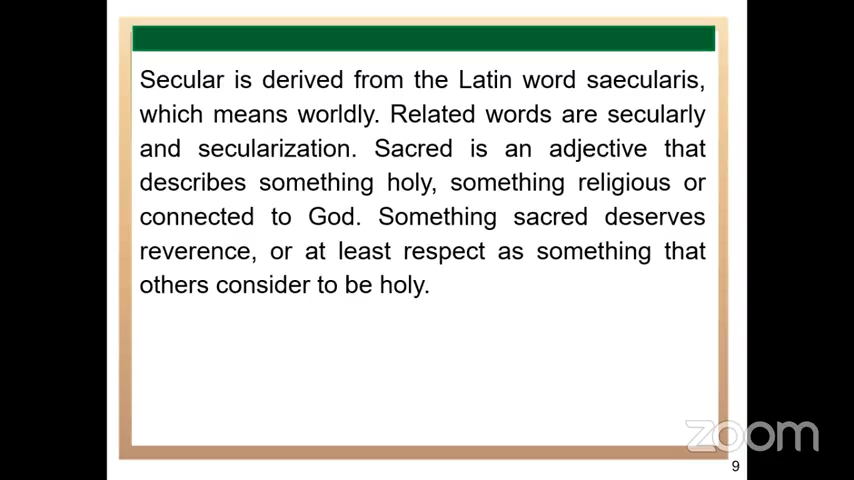 Secular is derived from the Latin word saecularis,
which means worldly. Related words are secularly
and secularization. Sacred is an adjective that
describes something holy, something religious or
connected to God. Something sacred deserves
reverence, or at least respect as something that
others consider to be holy.
zoom
9